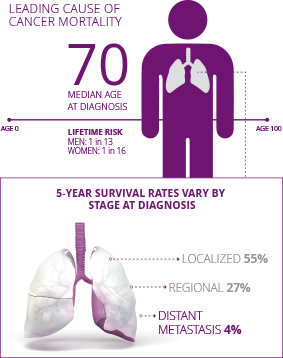 LEADING CAUSE OF
CANCER MORTALITY
70
MEDIAN AGE
AT DIAGNOSIS
AGE 0
AGE 100
LIFETIME RISK
MEN: 1 in 13
WOMEN: 1 in 16
5-YEAR SURVIVAL RATES VARY BY
STAGE AT DIAGNOSIS
LOCALIZED 55%
REGIONAL 27%
DISTANT
METASTASIS 4%